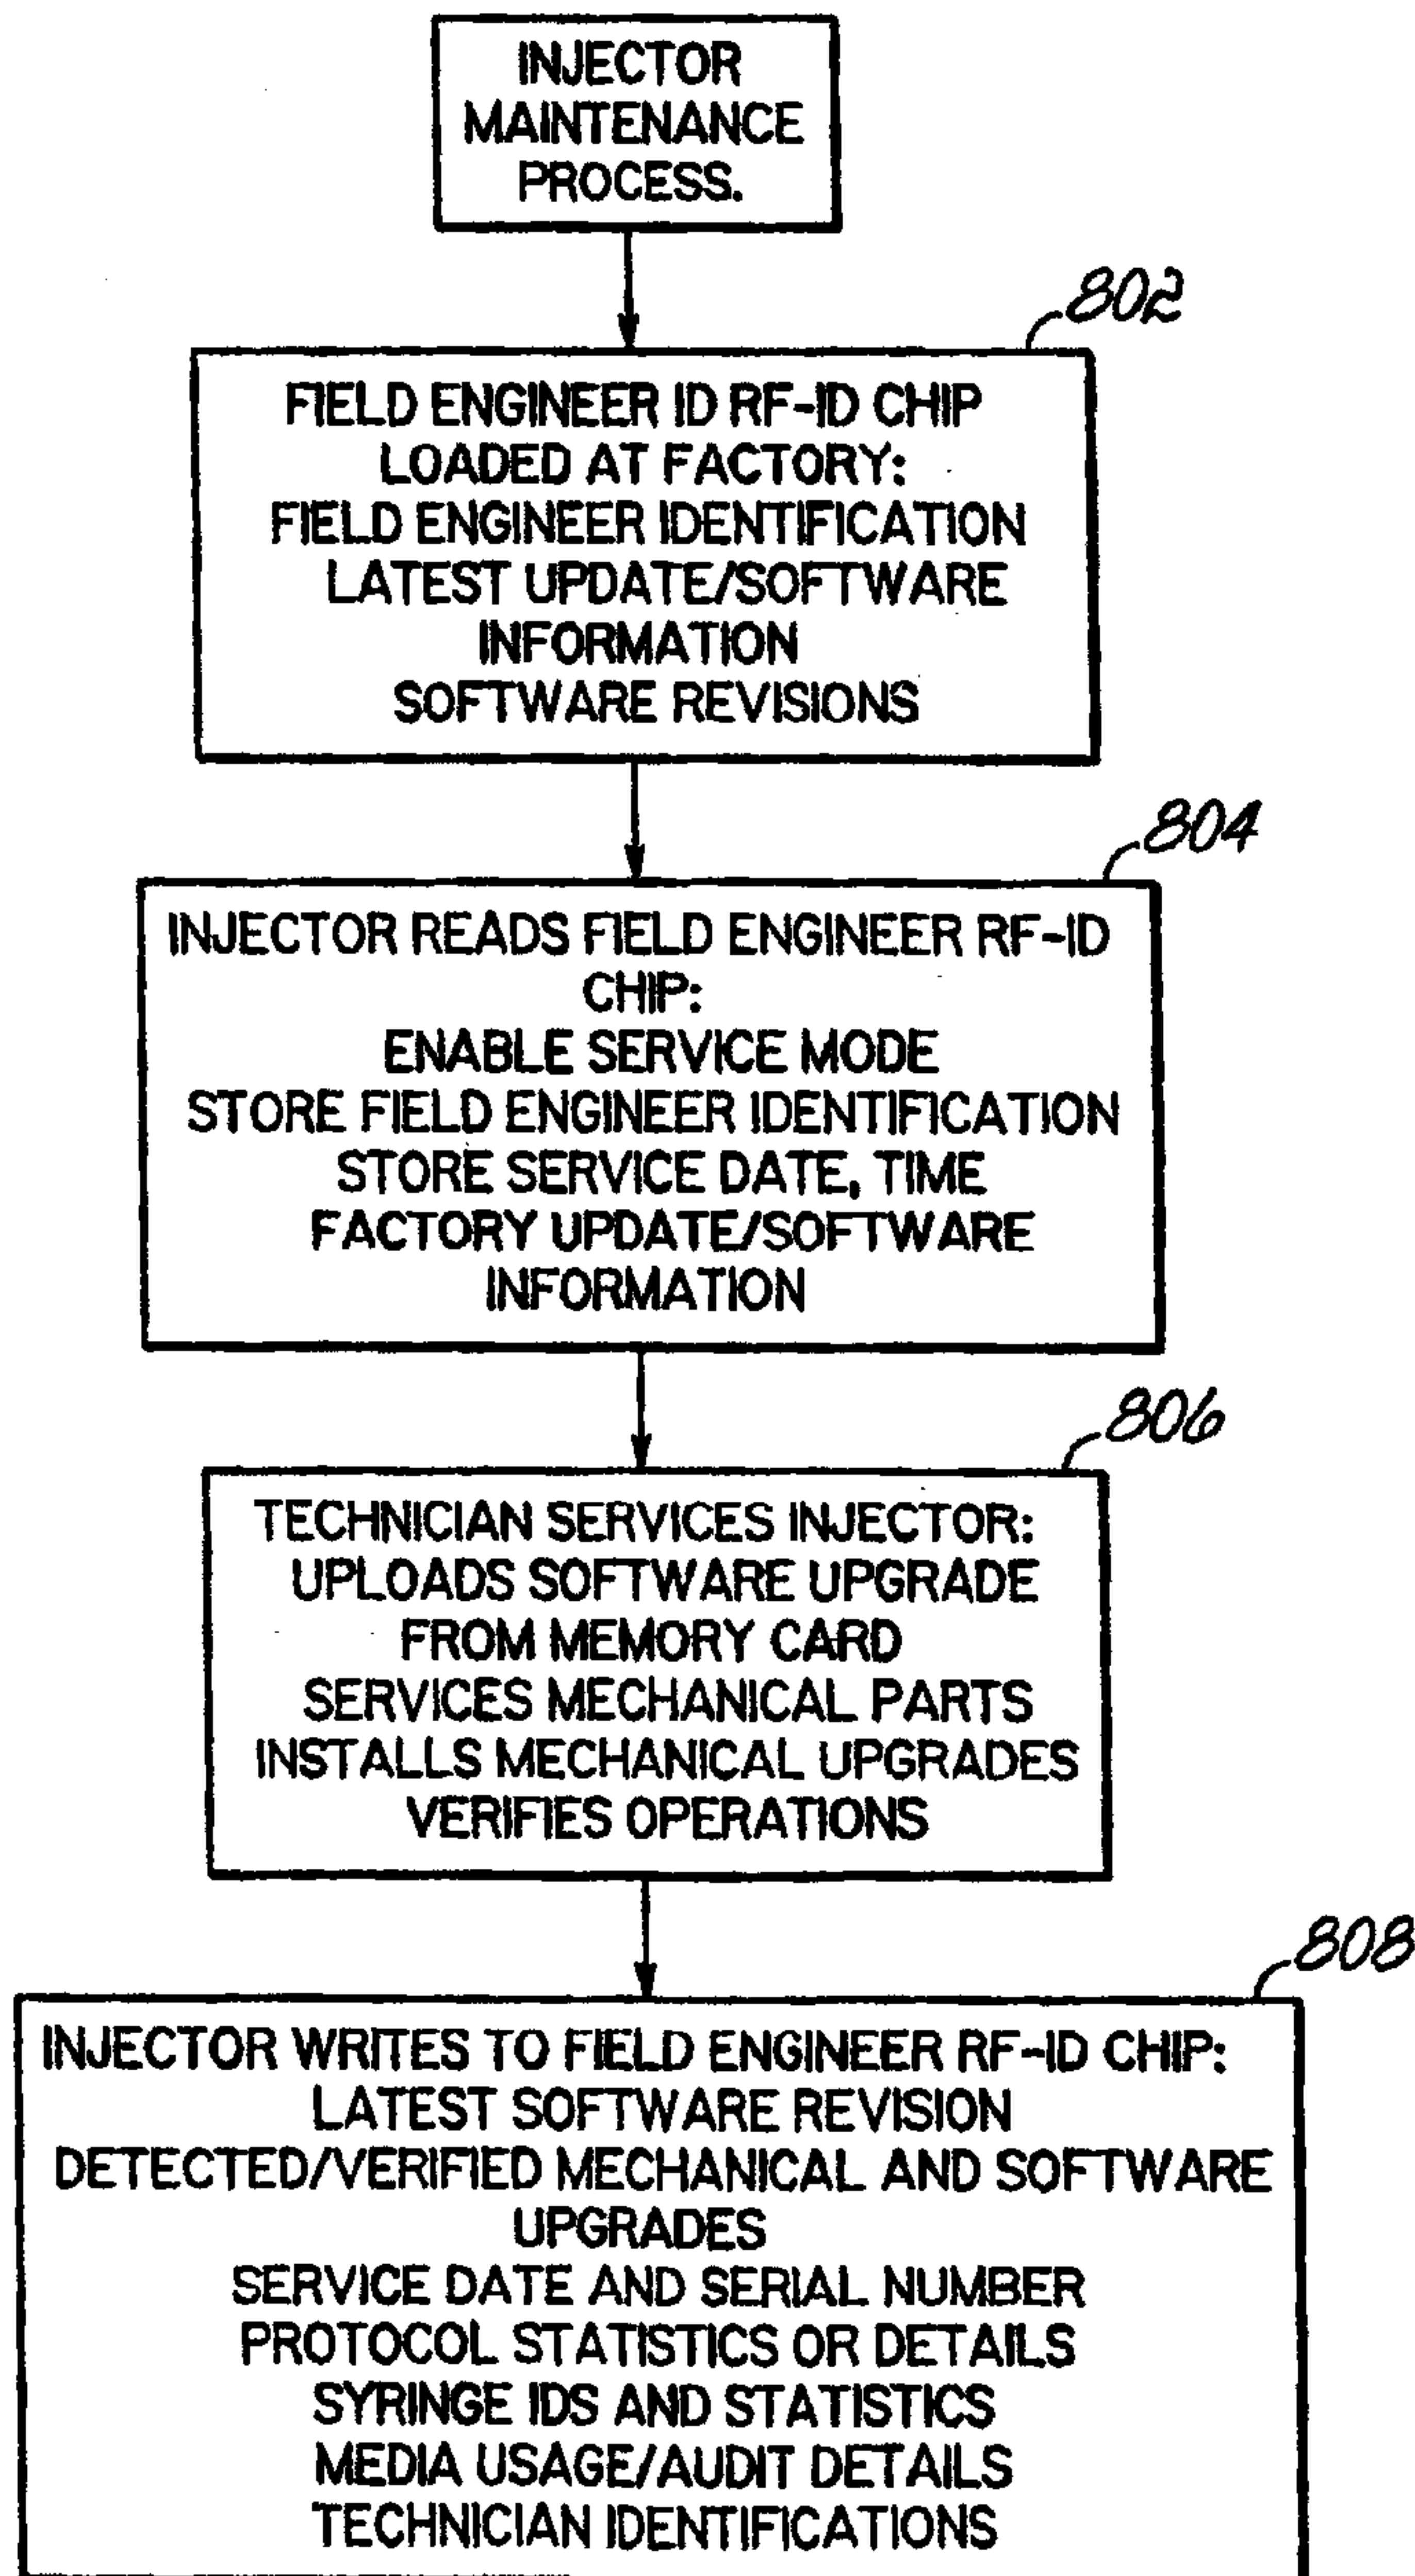 INJECTOR
MAINTENANCE
PROCESS.
802
FIELD ENGINEER ID RF-ID CHIP
LOADED AT FACTORY:
FIELD ENGINEER IDENTIFICATION
LATEST UPDATE/SOFTWARE
INFORMATION
SOFTWARE REVISIONS
804
INJECTOR READS FIELD ENGINEER RF-ID
CHIP:
ENABLE SERVICE MODE
STORE FIELD ENGINEER IDENTIFICATION
STORE SERVICE DATE, TIME
FACTORY UPDATE/SOFTWARE
INFORMATION
806
TECHNICIAN SERVICES INJECTOR:
UPLOADS SOFTWARE UPGRADE
FROM MEMORY CARD
SERVICES MECHANICAL PARTS
INSTALLS MECHANICAL UPGRADES
VERIFIES OPERATIONS
808
INJECTOR WRITES TO FIELD ENGINEER RF-ID CHIP:
LATEST SOFTWARE REVISION
DETECTED/VERIFIED MECHANICAL AND SOFTWARE
UPGRADES
SERVICE DATE AND SERIAL NUMBER
PROTOCOL STATISTICS OR DETAILS
SYRINGE IDS AND STATISTICS
MEDIA USAGE/AUDIT DETAILS
TECHNICIAN IDENTIFICATIONS